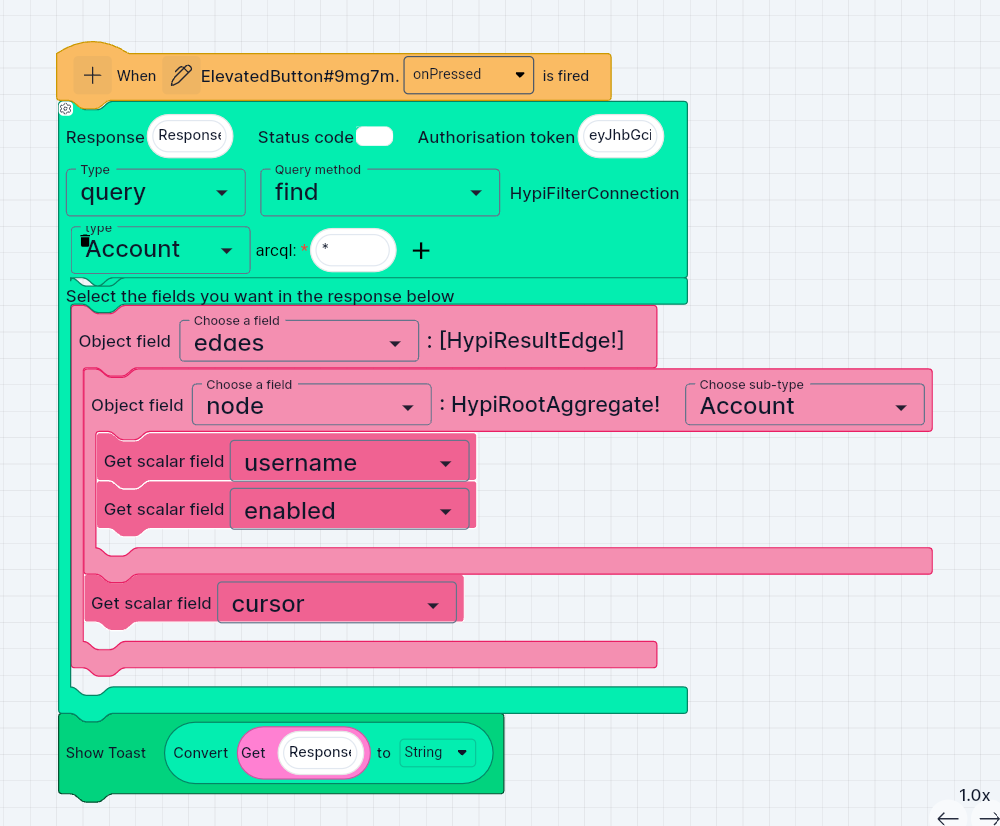 When ElevatedButton#9mg7m. onPressed is fired
Response Response Status code Authorisation token eyJhbGci
Type Query method
query find HypiFilterConnection
type
Account arcql: * *
Select the fields you want in the response below
Choose a field
Object field edges : [HypiResultEdge!]
Choose a field Choose sub-type
Object field node : HypiRootAggregate! Account
Get scalar field username
Get scalar field enabled
Get scalar field cursor
Show Toast Convert Get Response to String
1.0x